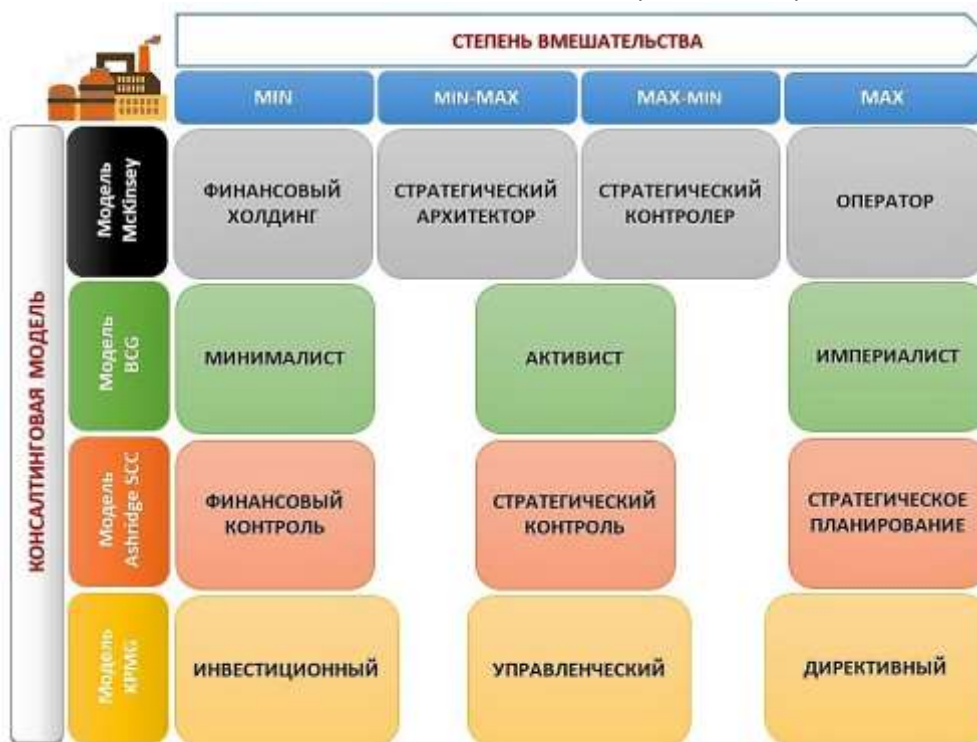 СТЕПЕНЬ ВМЕШАТЕЛЬСТВА
MIN
MIN-MAX
MAX-MIN
MAX
КОНСАЛТИНГОВАЯ МОДЕЛЬ
Модель
McKinsey
ФИНАНСОВЫЙ
ХОЛДИНГ
СТРАТЕГИЧЕСКИЙ
АРХИТЕКТОР
СТРАТЕГИЧЕСКИЙ
КОНТРОЛЕР
ОПЕРАТОР
Модель
BCG
МИНИМАЛИСТ
АКТИВИСТ
ИМПЕРИАЛИСТ
Модель
Ashridge SCC
ФИНАНСОВЫЙ
КОНТРОЛЬ
СТРАТЕГИЧЕСКИЙ
КОНТРОЛЬ
СТРАТЕГИЧЕСКОЕ
ПЛАНИРОВАНИЕ
Модель
KPMG
ИНВЕСТИЦИОННЫЙ
УПРАВЛЕНЧЕСКИЙ
ДИРЕКТИВНЫЙ